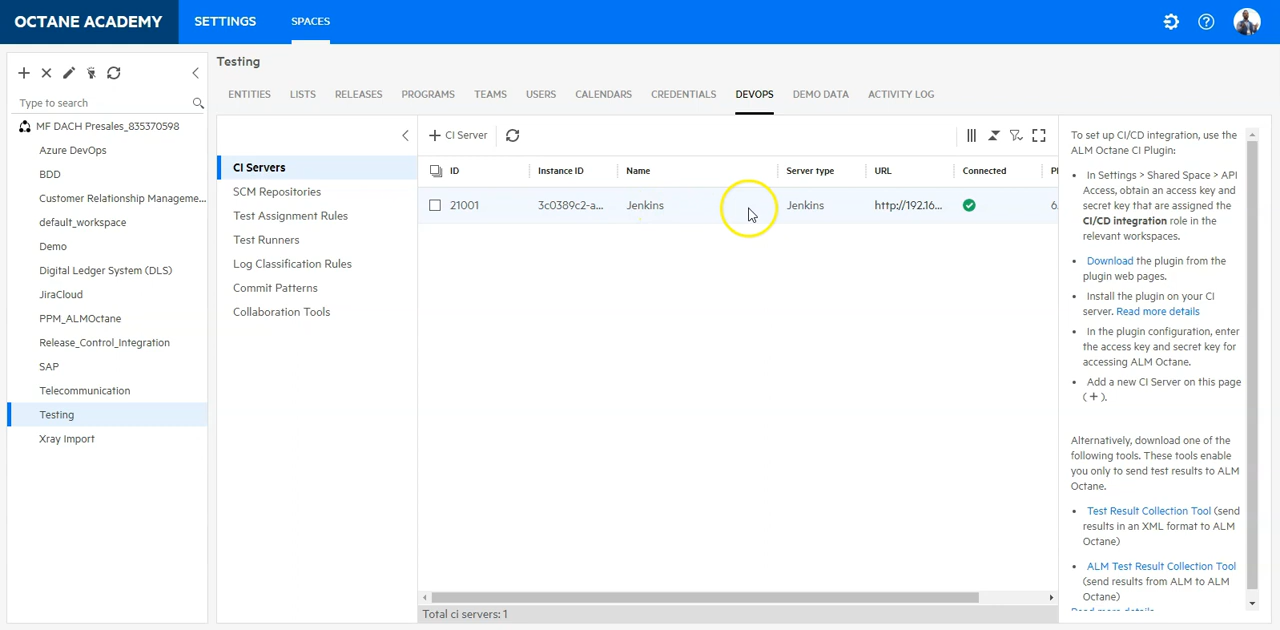 OCTANE ACADEMY
SETTINGS
SPACES
Type to search
MF DACH Presales_835370598
Azure DevOps
BDD
Customer Relationship Manageme...
default_workspace
Demo
Digital Ledger System (DLS)
JiraCloud
PPM_ALMOctane
Release_Control_Integration
SAP
Telecommunication
Testing
Xray Import
Testing
ENTITIES
LISTS
RELEASES
PROGRAMS
TEAMS
USERS
CALENDARS
CREDENTIALS
DEVOPS
DEMO DATA
ACTIVITY LOG
CI Servers
SCM Repositories
Test Assignment Rules
Test Runners
Log Classification Rules
Commit Patterns
Collaboration Tools
+ CI Server
ID Instance ID Name Server type URL Connected
21001 3c0389c2-a... Jenkins Jenkins http://192.16... 6.
Total ci servers: 1
To set up CI/CD integration, use the
ALM Octane CI Plugin:
• In Settings > Shared Space > API
Access, obtain an access key and
secret key that are assigned the
CI/CD integration role in the
relevant workspaces.
• Download the plugin from the
plugin web pages.
• Install the plugin on your CI
server. Read more details
• In the plugin configuration, enter
the access key and secret key for
accessing ALM Octane.
• Add a new CI Server on this page
( + ).
Alternatively, download one of the
following tools. These tools enable
you only to send test results to ALM
Octane.
• Test Result Collection Tool (send
results in an XML format to ALM
Octane)
• ALM Test Result Collection Tool
(send results from ALM to ALM
Octane)
Read more details